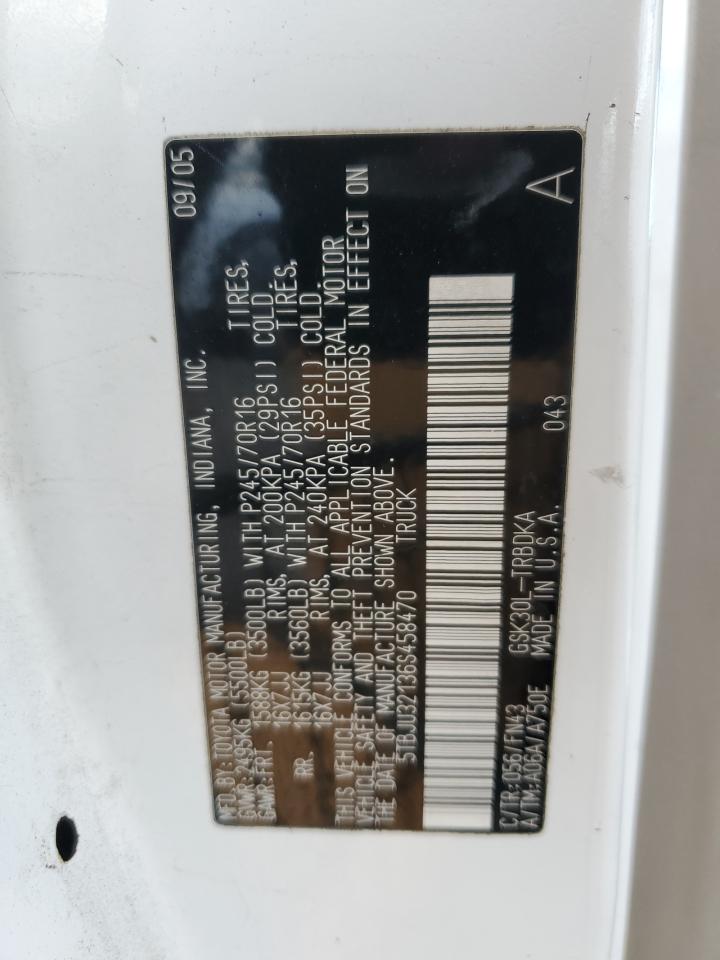 MFD. BY: TOYOTA MOTOR MANUFACTURING, INDIANA, INC. 09/05
GVWR: 2495KG (5500LB)
GAWR: FRT. 1588KG (3500LB) WITH P245/70R16 TIRES,
16X7JJ RIMS, AT 200KPA (29PSI) COLD.
RR. 1615KG (3560LB) WITH P245/70R16 TIRES,
16X7JJ RIMS, AT 240KPA (35PSI) COLD.
THIS VEHICLE CONFORMS TO ALL APPLICABLE FEDERAL MOTOR
VEHICLE SAFETY AND THEFT PREVENTION STANDARDS IN EFFECT ON
THE DATE OF MANUFACTURE SHOWN ABOVE.
5TBJU32136S458470 TRUCK
C/TR: 056/FN43 GSK30L-TRBDKA 043
A/TM: A06A/A750E MADE IN U.S.A. A